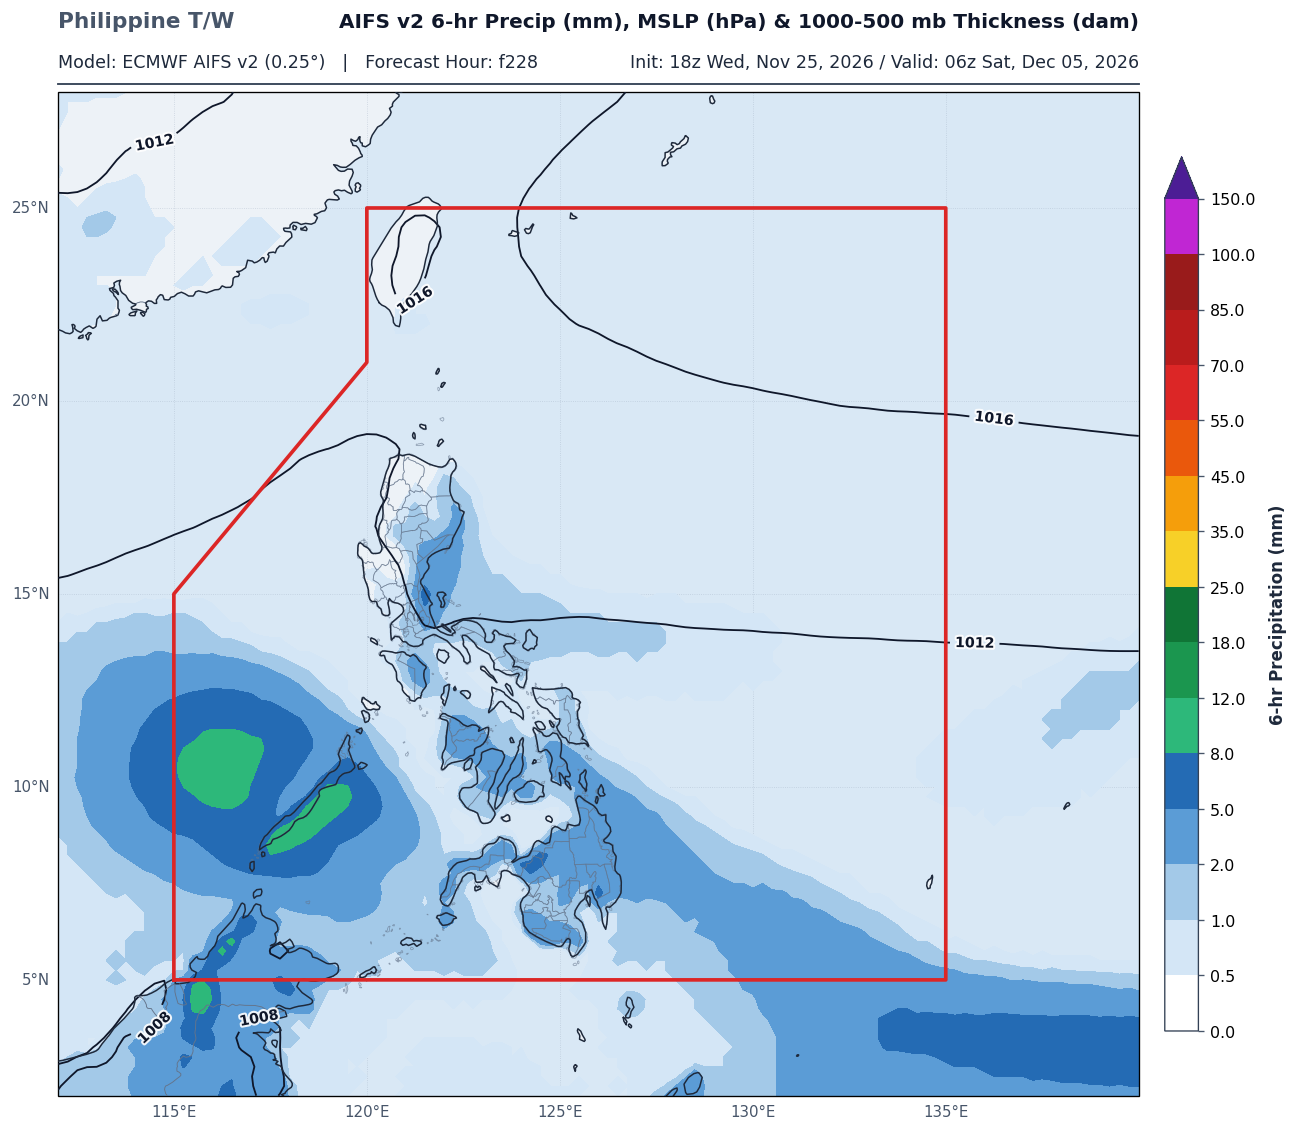 Philippine T/W
AIFS v2 6-hr Precip (mm), MSLP (hPa) & 1000-500 mb Thickness (dam)
Model: ECMWF AIFS v2 (0.25°) | Forecast Hour: f228
Init: 18z Wed, Nov 25, 2026 / Valid: 06z Sat, Dec 05, 2026
1012
25°N
1016
20°N
1016
15°N
1012
10°N
5°N
1008
1008
115°E
120°E
125°E
130°E
135°E
150.0
100.0
85.0
70.0
55.0
45.0
35.0
25.0
18.0
12.0
8.0
5.0
2.0
1.0
0.5
0.0
6-hr Precipitation (mm)